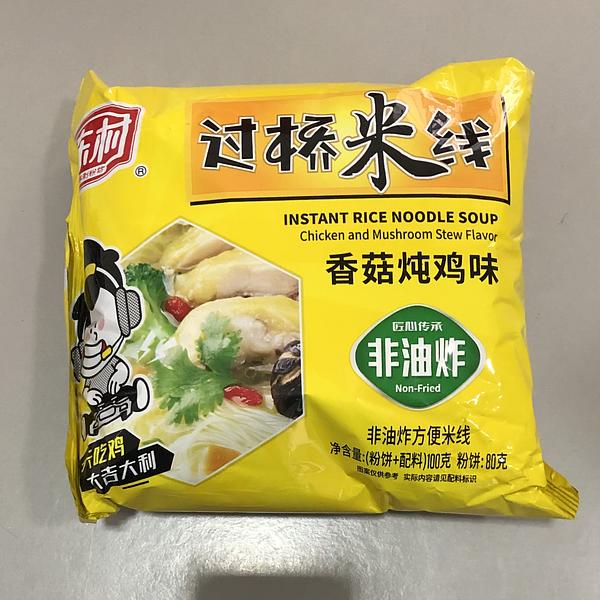 村
®
过桥米线
INSTANT RICE NOODLE SOUP
Chicken and Mushroom Stew Flavor
香菇炖鸡味
匠心传承
非油炸
Non-Fried
非油炸方便米线
净含量:(粉饼+配料)100克 粉饼:80克
图案仅供参考 实际内容请见配料标识
吃鸡
大吉大利